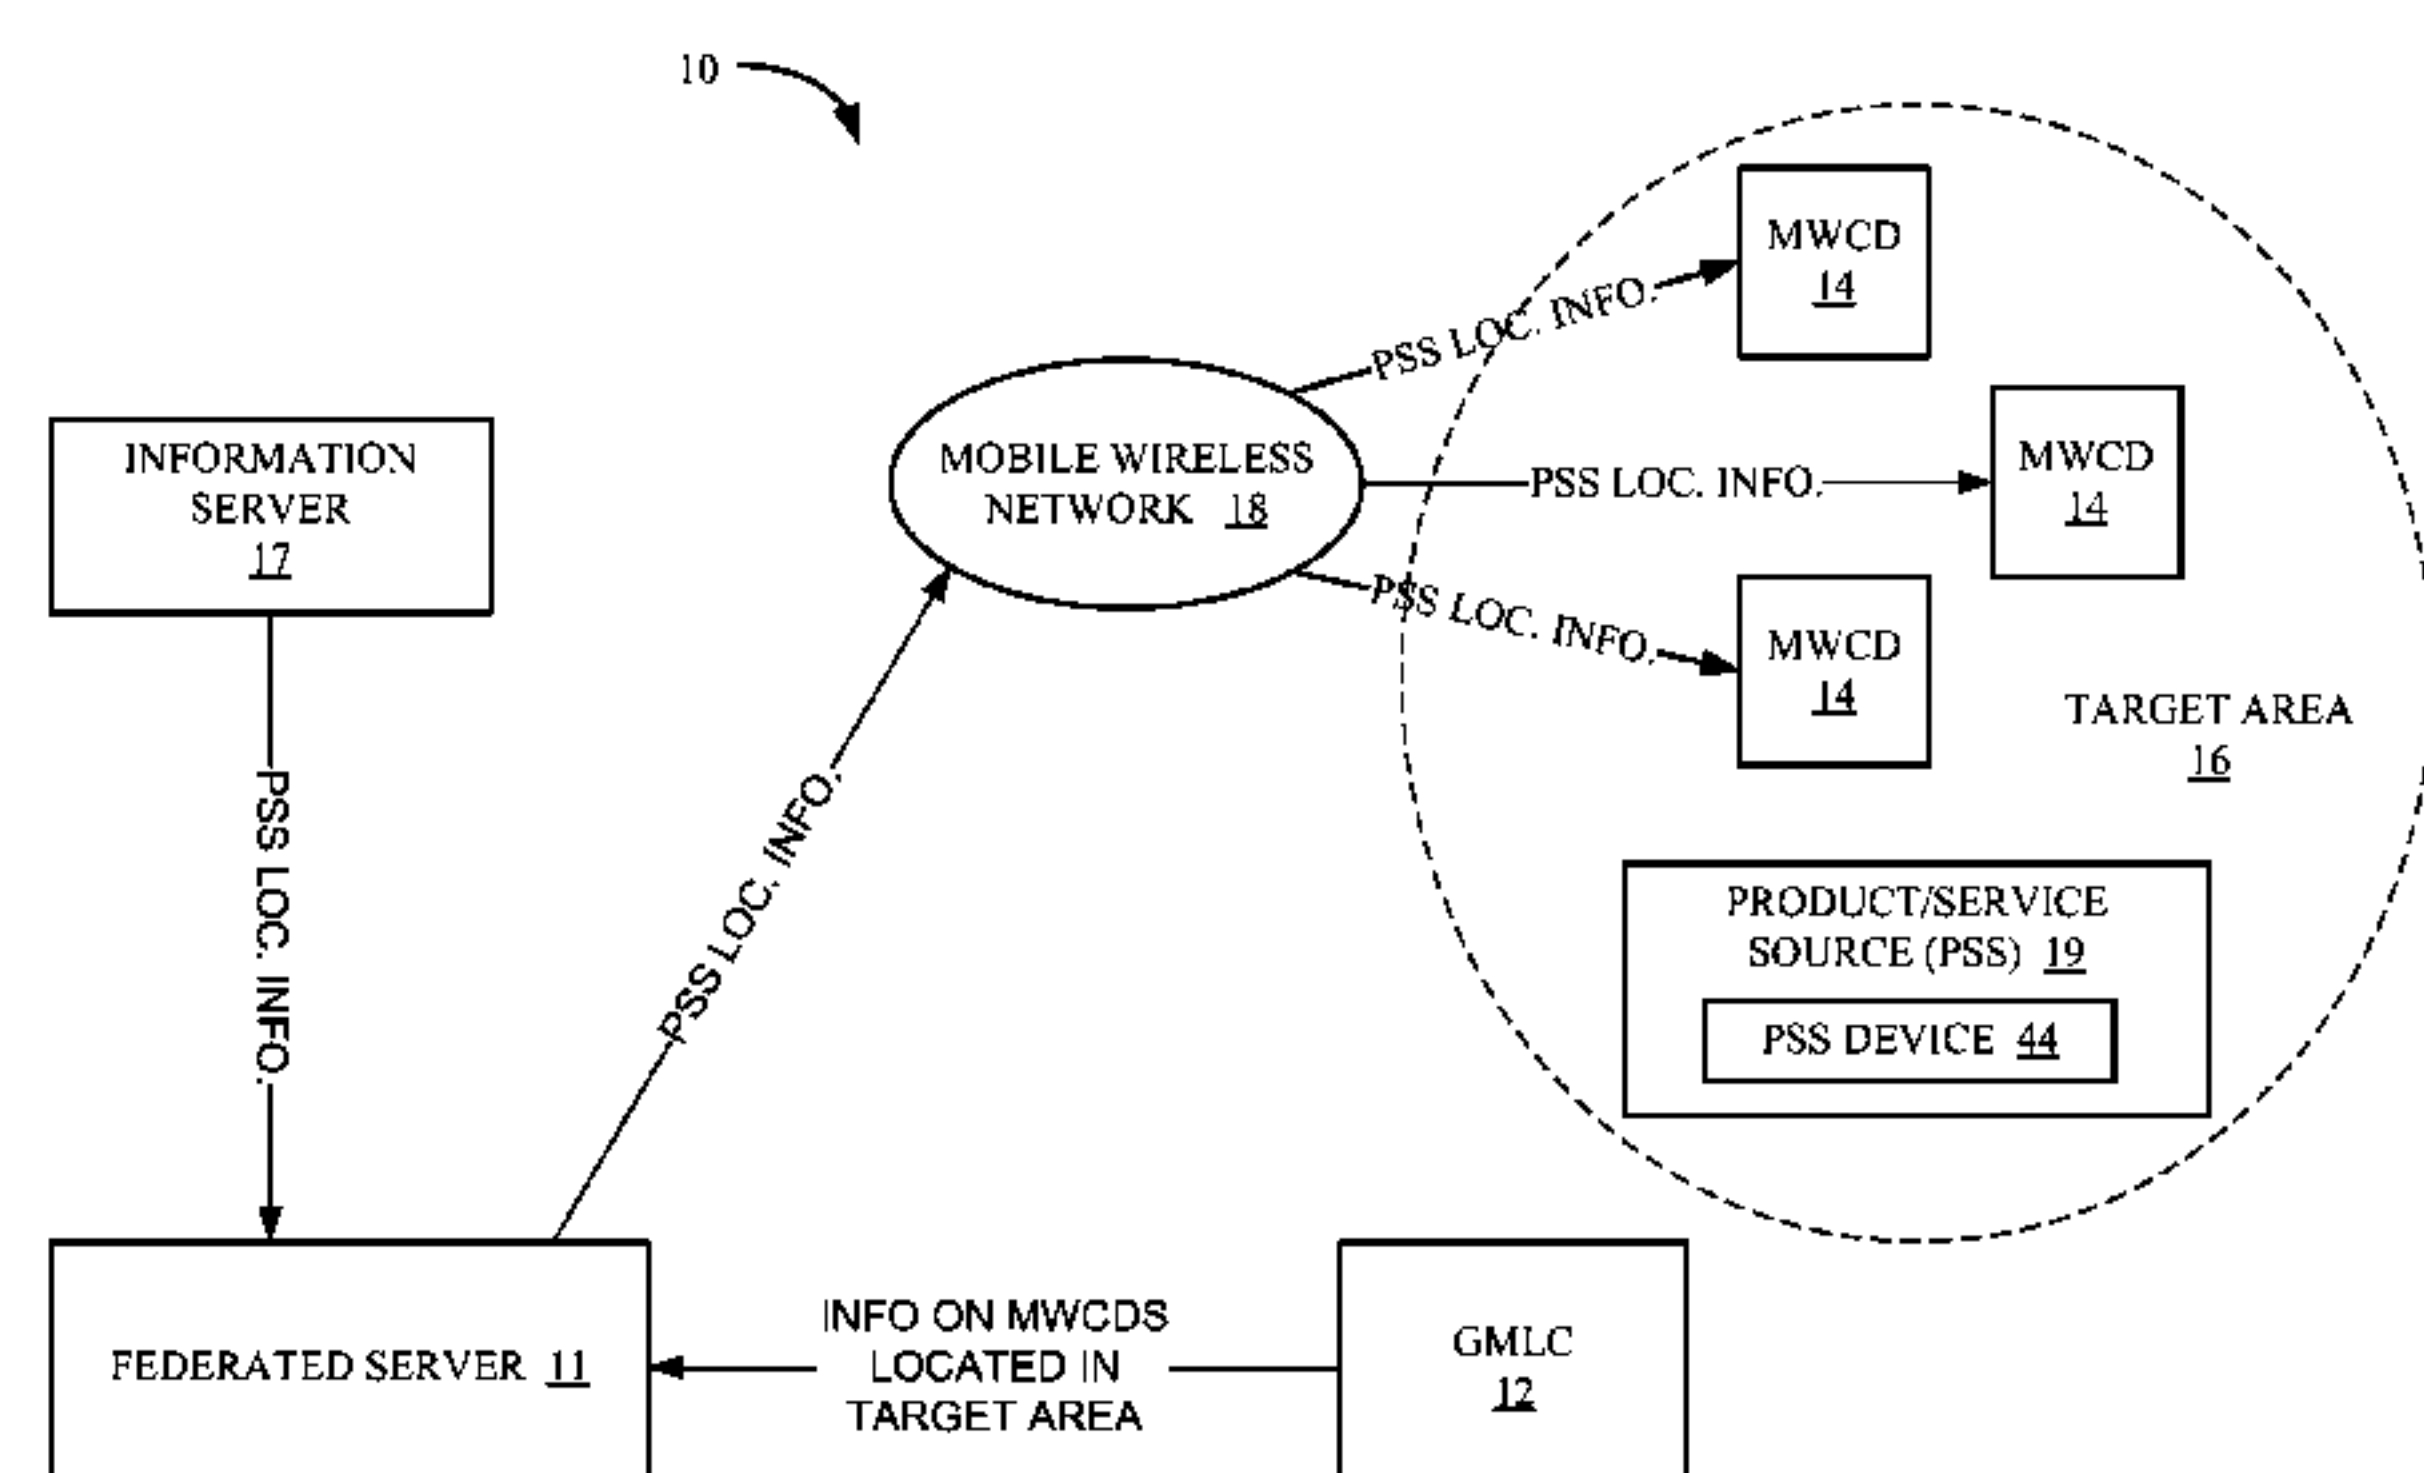 10
MWCD
14
PSS LOC. INFO.
INFORMATION
SERVER
17
MOBILE WIRELESS
NETWORK 18
PSS LOC. INFO.
MWCD
14
PSS LOC. INFO.
MWCD
14
TARGET AREA
16
PSS LOC. INFO.
PSS LOC. INFO.
PRODUCT/SERVICE
SOURCE (PSS) 19
PSS DEVICE 44
FEDERATED SERVER 11
INFO ON MWCDS
LOCATED IN
TARGET AREA
GMLC
12